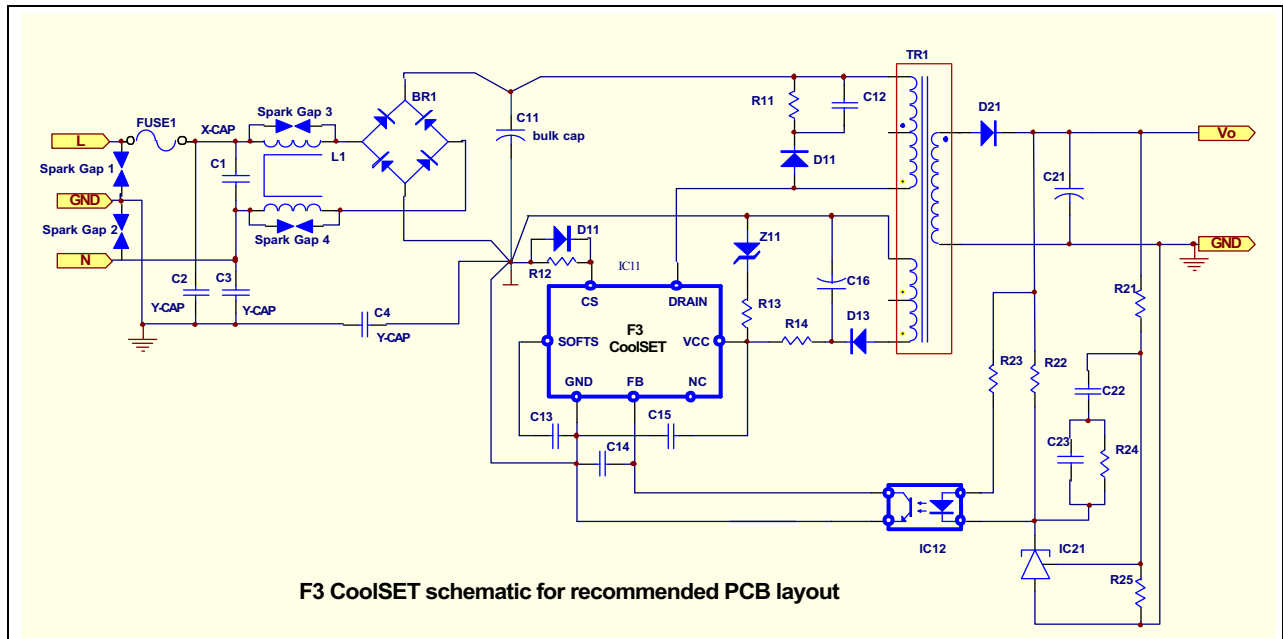 TR1
BR1
Spark Gap 3
C11
bulk cap
R11
C12
D21
FUSE1
X-CAP
L
Vo
L1
Spark Gap 1
C1
D11
C21
GND
Spark Gap 2
Spark Gap 4
D11
Z11
GND
N
R12
IC11
C2
C3
CS
DRAIN
C16
R21
Y-CAP
Y-CAP
C4
R13
F3
CoolSET
R14
D13
Y-CAP
SOFTS
VCC
R23
R22
GND
FB
NC
C22
C13
C15
C14
C23
R24
IC12
IC21
R25
F3 CoolSET schematic for recommended PCB layout